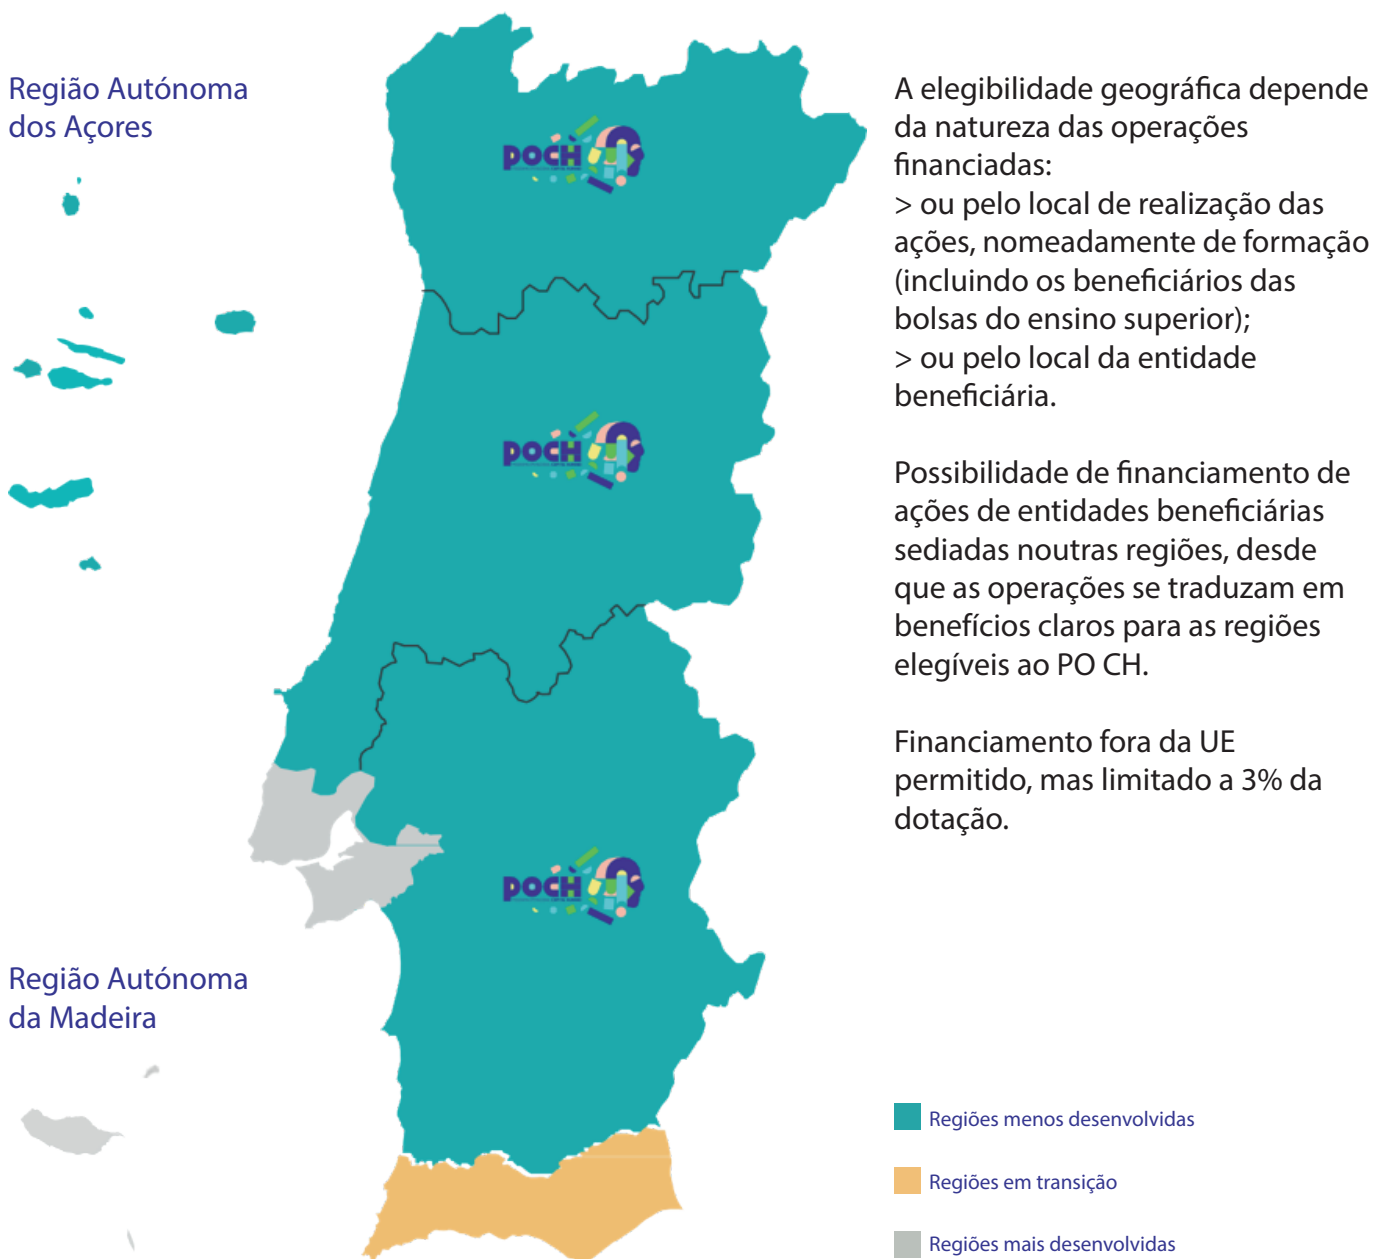 Região Autónoma
dos Açores
A elegibilidade geográfica depende
da natureza das operações
financiadas:
> ou pelo local de realização das
ações, nomeadamente de formação
(incluindo os beneficiários das
bolsas do ensino superior);
> ou pelo local da entidade
beneficiária.
Possibilidade de financiamento de
ações de entidades beneficiárias
sediadas noutras regiões, desde
que as operações se traduzam em
benefícios claros para as regiões
elegíveis ao PO CH.
Financiamento fora da UE
permitido, mas limitado a 3% da
dotação.
POCH
POCH
POCH
Região Autónoma
da Madeira
Regiões menos desenvolvidas
Regiões em transição
Regiões mais desenvolvidas